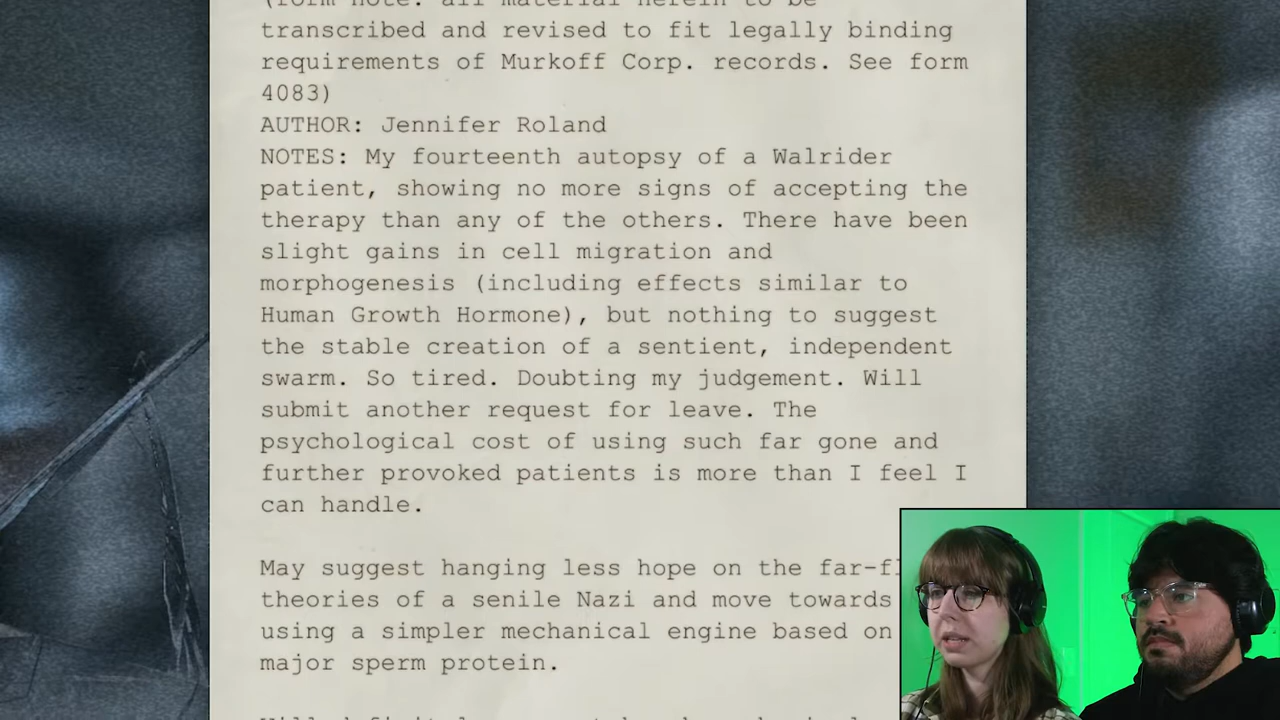 transcribed and revised to fit legally binding
requirements of Murkoff Corp. records. See form
4083)
AUTHOR: Jennifer Roland
NOTES: My fourteenth autopsy of a Walrider
patient, showing no more signs of accepting the
therapy than any of the others. There have been
slight gains in cell migration and
morphogenesis (including effects similar to
Human Growth Hormone), but nothing to suggest
the stable creation of a sentient, independent
swarm. So tired. Doubting my judgement. Will
submit another request for leave. The
psychological cost of using such far gone and
further provoked patients is more than I feel I
can handle.
May suggest hanging less hope on the
theories of a senile Nazi and move towards
using a simpler mechanical engine based on
major sperm protein.